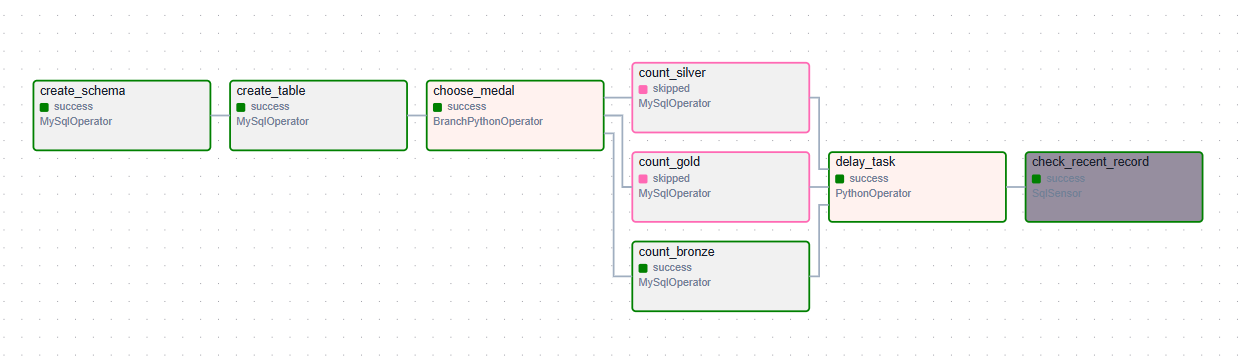 create_schema
success
MySqlOperator
create_table
success
MySqlOperator
choose_medal
success
BranchPythonOperator
count_silver
skipped
MySqlOperator
count_gold
skipped
MySqlOperator
count_bronze
success
MySqlOperator
delay_task
success
PythonOperator
check_recent_record
success
SqlSensor